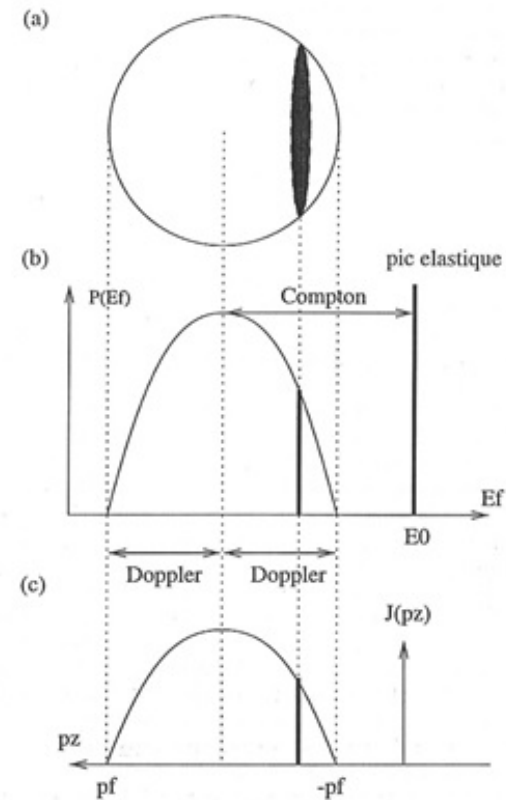 (a)
(b)
pic elastique
P(Ef)
Compton
Ef
E0
Doppler
Doppler
(c)
J(pz)
pz
pf
-pf